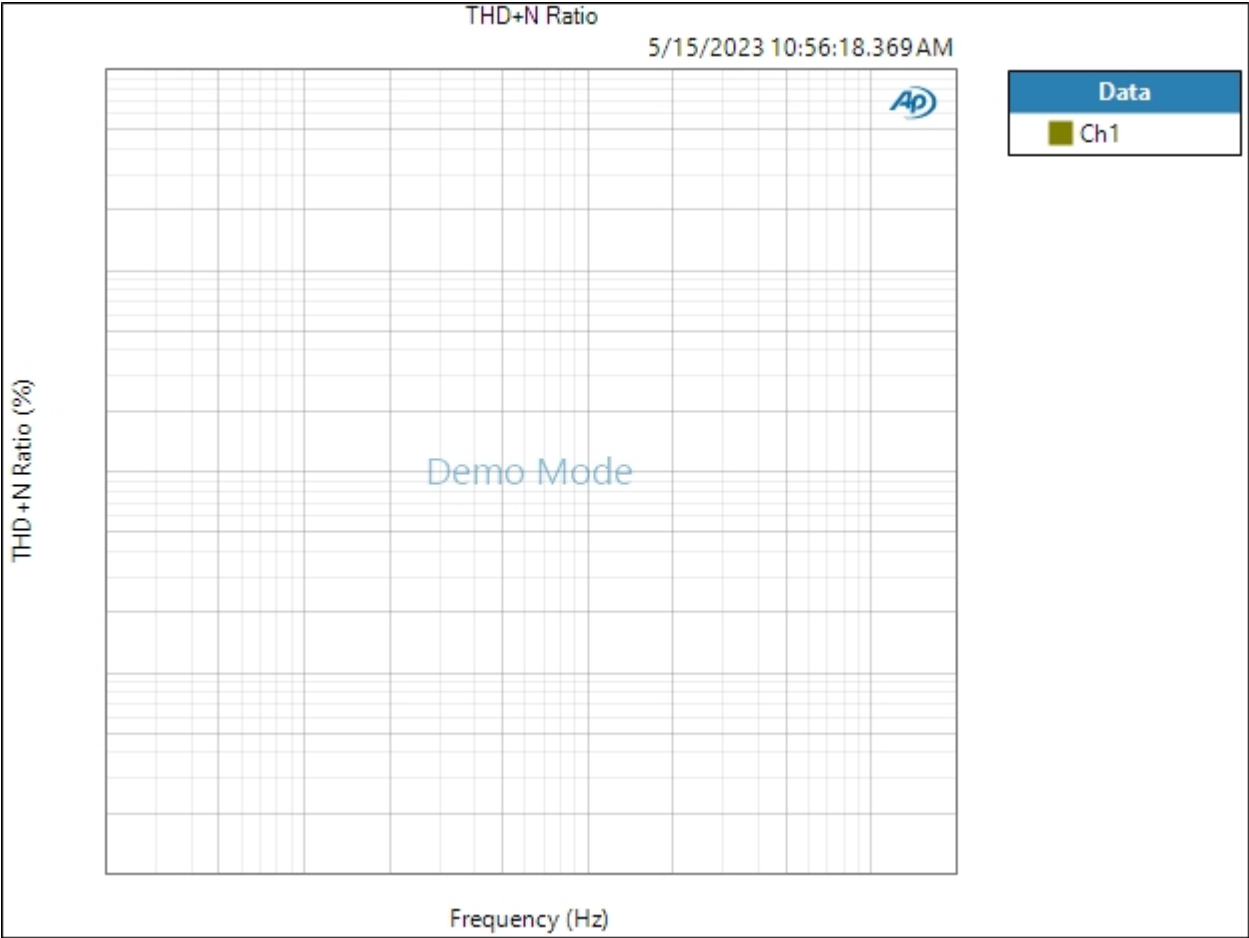 THD+N Ratio
5/15/2023 10:56:18.369 AM
AP
Data
Ch1
THD+N Ratio (%)
Demo Mode
Frequency (Hz)